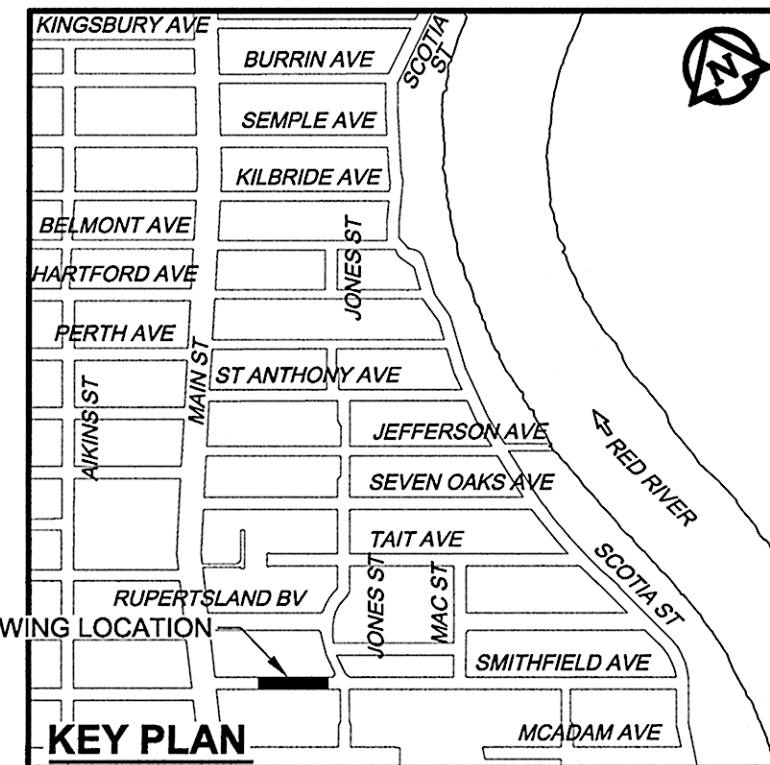 KINGSBURY AVE
BURRIN AVE
SCOTIA
ST
N
SEMPLE AVE
KILBRIDE AVE
BELMONT AVE
JONES ST
HARTFORD AVE
PERTH AVE
MAIN ST
ST ANTHONY AVE
AIKINS ST
JEFFERSON AVE
RED RIVER
SEVEN OAKS AVE
TAIT AVE
SCOTIA ST
JONES ST
MAC ST
RUPERTSLAND BV
WING LOCATION
SMITHFIELD AVE
MCADAM AVE
KEY PLAN